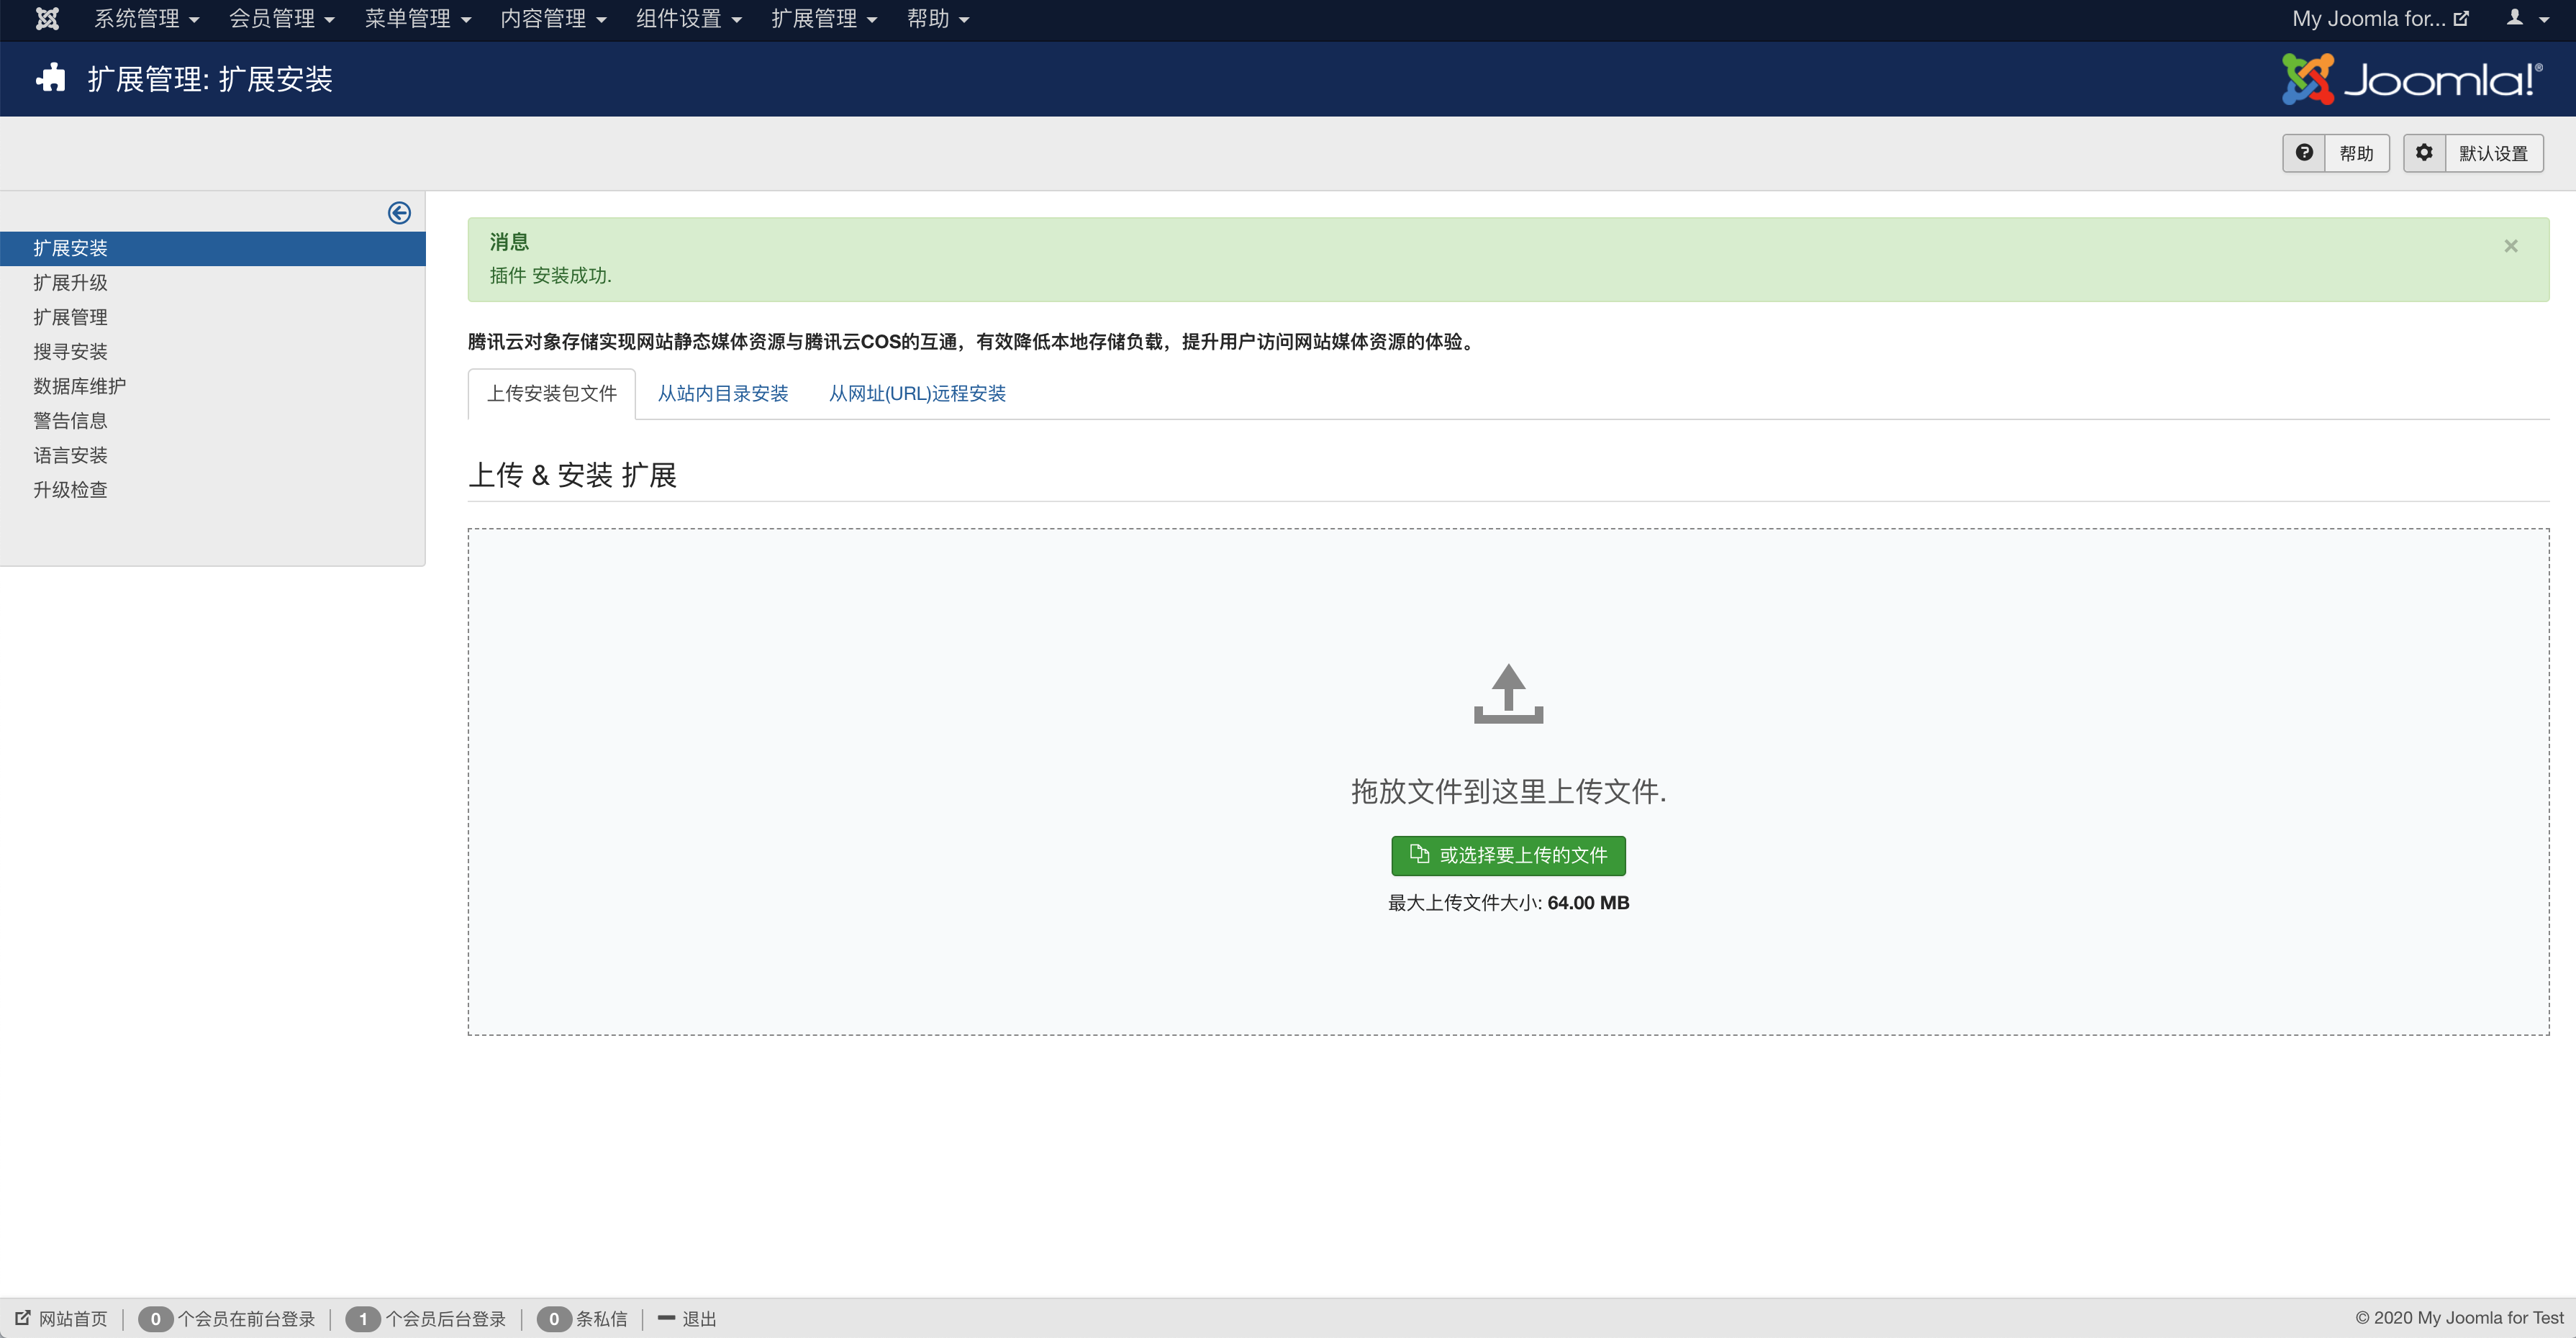 系统管理 会员管理 菜单管理 内容管理 组件设置 扩展管理 帮助 My Joomla for...
扩展管理: 扩展安装 Joomla!®
帮助 默认设置
扩展安装
扩展升级
扩展管理
搜寻安装
数据库维护
警告信息
语言安装
升级检查
消息
×
插件 安装成功.
腾讯云对象存储实现网站静态媒体资源与腾讯云COS的互通，有效降低本地存储负载，提升用户访问网站媒体资源的体验。
上传安装包文件 从站内目录安装 从网址(URL)远程安装
上传 & 安装 扩展
拖放文件到这里上传文件.
或选择要上传的文件
最大上传文件大小: 64.00 MB
网站首页 0 个会员在前台登录 1 个会员后台登录 0 条私信 退出 © 2020 My Joomla for Test